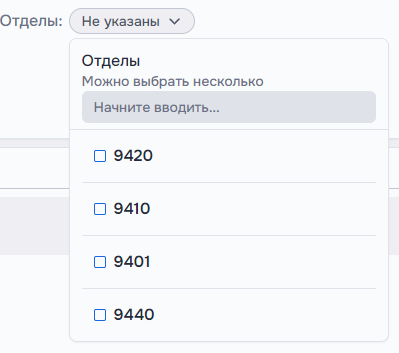 Отделы: Не указаны
Отделы
Можно выбрать несколько
Начните вводить...
9420
9410
9401
9440